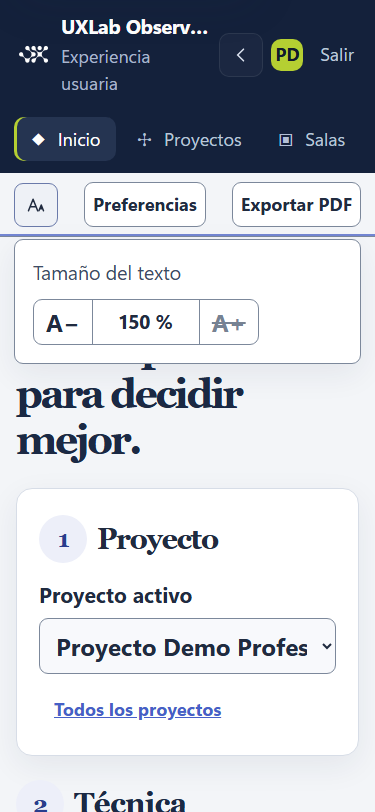 UXLab Observ...
Experiencia
usuaria
PD
Salir
Inicio
Proyectos
Salas
AA
Preferencias
Exportar PDF
Tamaño del texto
A−
150 %
A+
para decidir
mejor.
1
Proyecto
Proyecto activo
Proyecto Demo Profes
Todos los proyectos
2
Técnica